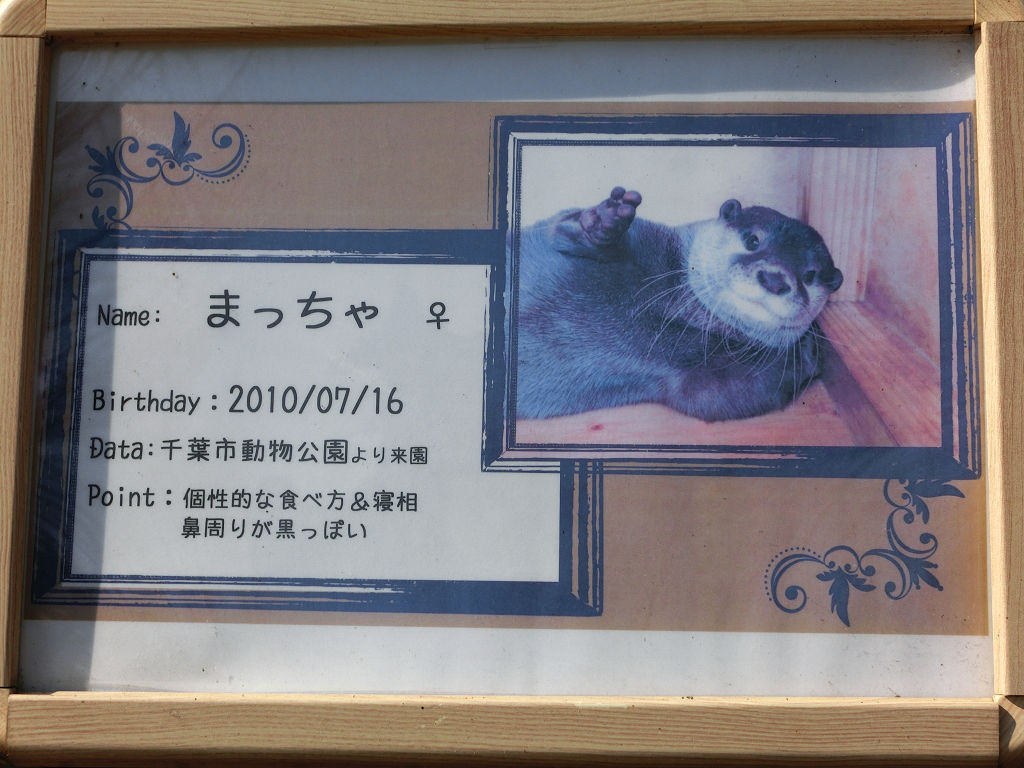 Name: まっちゃ ♀
Birthday：2010/07/16
Data：千葉市動物公園より来園
Point：個性的な食べ方＆寝相
鼻周りが黒っぽい